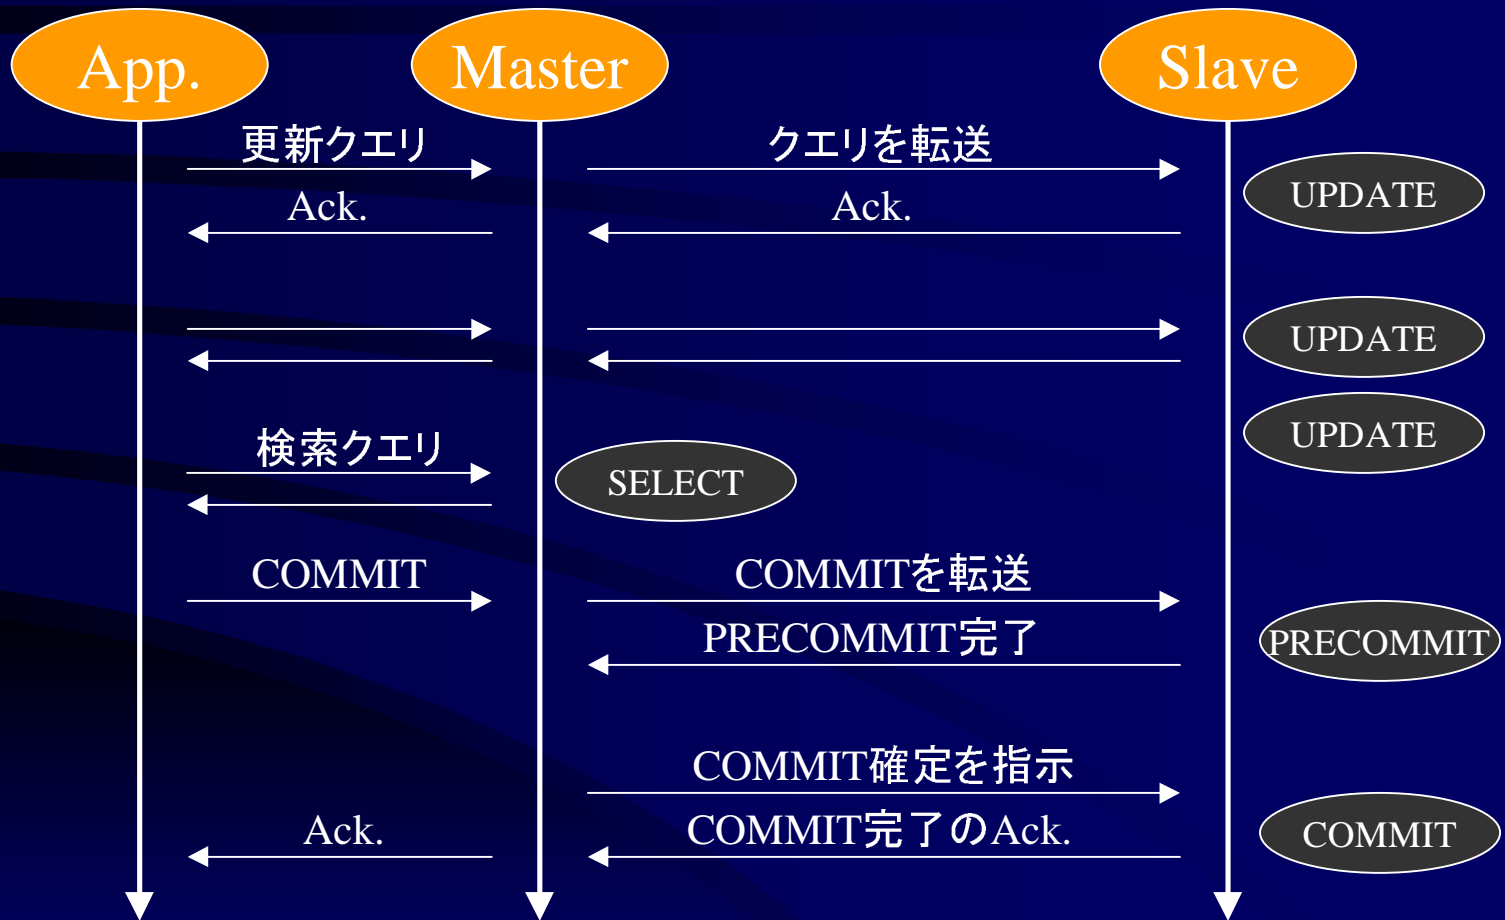 App.
Master
Slave
更新クエリ
クエリを転送
UPDATE
Ack.
Ack.
UPDATE
UPDATE
検索クエリ
SELECT
COMMIT
COMMITを転送
PRECOMMIT完了
PRECOMMIT
COMMIT確定を指示
Ack.
COMMIT完了のAck.
COMMIT